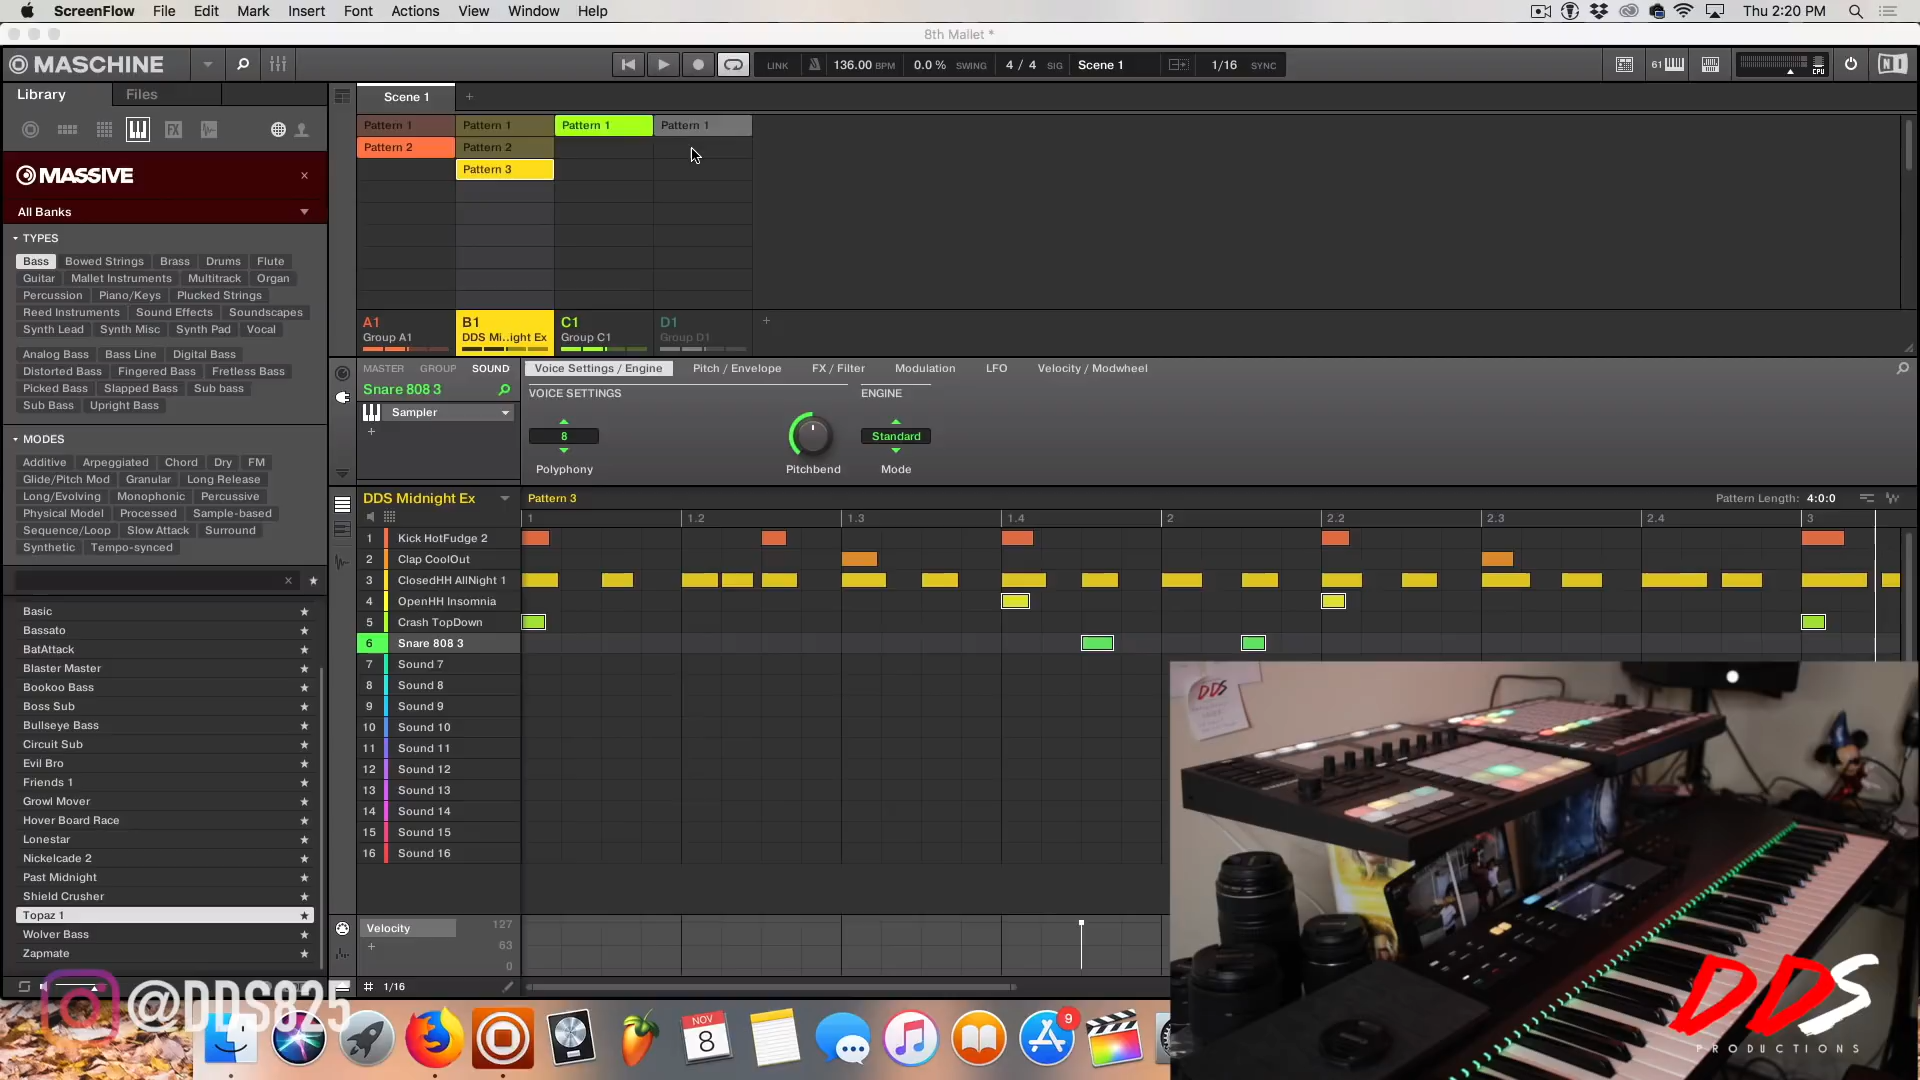 ScreenFlow File Edit Mark Insert Font Actions View Window Help Thu 2:20 PM
8th Mallet *
MASCHINE LINK 136.00 BPM 0.0 % SWING 4 / 4 SIG Scene 1 1/16 SYNC 61 CPU
Library Files
Scene 1 +
Pattern 1 Pattern 1 Pattern 1 Pattern 1
Pattern 2 Pattern 2
Pattern 3
MASSIVE ×
All Banks
TYPES
Bass Bowed Strings Brass Drums Flute
Guitar Mallet Instruments Multitrack Organ
Percussion Piano/Keys Plucked Strings
Reed Instruments Sound Effects Soundscapes
Synth Lead Synth Misc Synth Pad Vocal
Analog Bass Bass Line Digital Bass
Distorted Bass Fingered Bass Fretless Bass
Picked Bass Slapped Bass Sub bass
Sub Bass Upright Bass
A1 B1 C1 D1 +
Group A1 DDS Mi..ight Ex Group C1 Group D1
MASTER GROUP SOUND
Snare 808 3
Sampler
+
Voice Settings / Engine Pitch / Envelope FX / Filter Modulation LFO Velocity / Modwheel
VOICE SETTINGS ENGINE
8 Standard
Polyphony Pitchbend Mode
MODES
Additive Arpeggiated Chord Dry FM
Glide/Pitch Mod Granular Long Release
Long/Evolving Monophonic Percussive
Physical Model Processed Sample-based
Sequence/Loop Slow Attack Surround
Synthetic Tempo-synced
Basic
Bassato
BatAttack
Blaster Master
Bookoo Bass
Boss Sub
Bullseye Bass
Circuit Sub
Evil Bro
Friends 1
Growl Mover
Hover Board Race
Lonestar
Nickelcade 2
Past Midnight
Shield Crusher
Topaz 1
Wolver Bass
Zapmate
DDS Midnight Ex Pattern 3 Pattern Length: 4:0:0
1 1.2 1.3 1.4 2 2.2 2.3 2.4 3
1 Kick HotFudge 2
2 Clap CoolOut
3 ClosedHH AllNight 1
4 OpenHH Insomnia
5 Crash TopDown
6 Snare 808 3
7 Sound 7
8 Sound 8
9 Sound 9
10 Sound 10
11 Sound 11
12 Sound 12
13 Sound 13
14 Sound 14
15 Sound 15
16 Sound 16
Velocity 127
+ 63
0
1/16
@DDS825
NOV
8
9
DDS
DDS
PRODUCTIONS